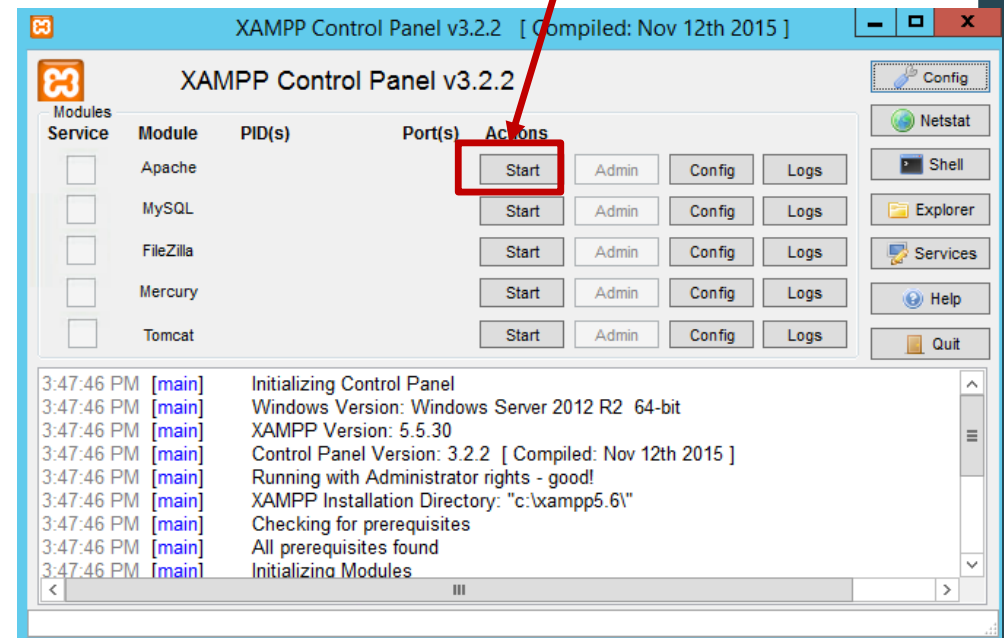 XAMPP Control Panel v3.2.2 [ Compiled: Nov 12th 2015 ]
XAMPP Control Panel v3.2.2
Config
Modules
Service Module PID(s) Port(s) Actions
Netstat
Apache Start Admin Config Logs
Shell
MySQL Start Admin Config Logs
Explorer
FileZilla Start Admin Config Logs
Services
Mercury Start Admin Config Logs
Help
Tomcat Start Admin Config Logs
Quit
3:47:46 PM [main] Initializing Control Panel
3:47:46 PM [main] Windows Version: Windows Server 2012 R2 64-bit
3:47:46 PM [main] XAMPP Version: 5.5.30
3:47:46 PM [main] Control Panel Version: 3.2.2 [ Compiled: Nov 12th 2015 ]
3:47:46 PM [main] Running with Administrator rights - good!
3:47:46 PM [main] XAMPP Installation Directory: "c:\xampp5.6\"
3:47:46 PM [main] Checking for prerequisites
3:47:46 PM [main] All prerequisites found
3:47:46 PM [main] Initializing Modules